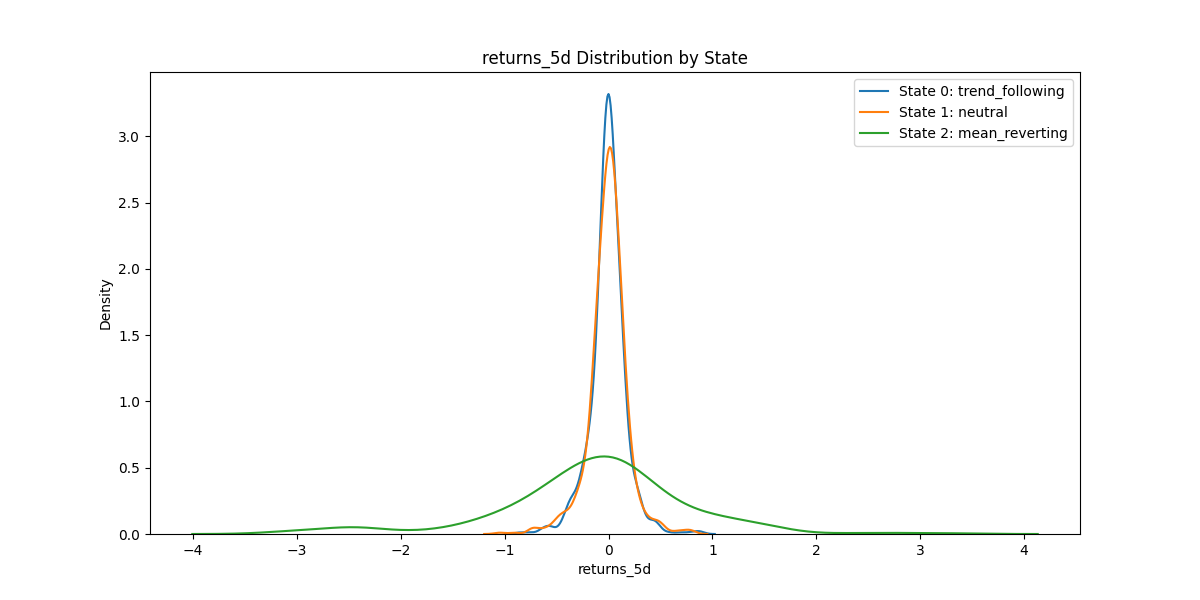 returns_5d Distribution by State
State 0: trend_following
State 1: neutral
State 2: mean_reverting
Density
3.0
2.5
2.0
1.5
1.0
0.5
0.0
−4 −3 −2 −1 0 1 2 3 4
returns_5d